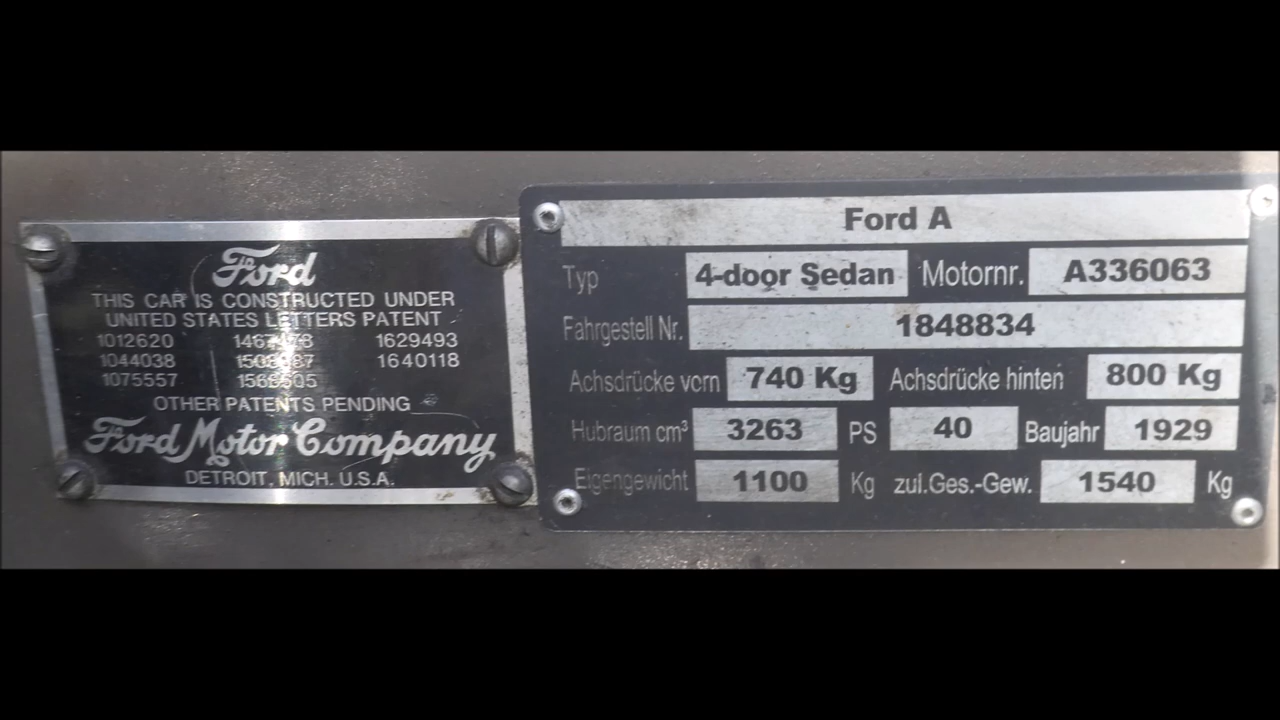 Ford
THIS CAR IS CONSTRUCTED UNDER
UNITED STATES LETTERS PATENT
1012620 1629493
1044038 1640118
1075557
OTHER PATENTS PENDING
Ford Motor Company
DETROIT, MICH. U.S.A.
Ford A
Typ 4-door Sedan Motornr. A336063
Fahrgestell Nr. 1848834
Achsdrücke vorn 740 Kg Achsdrücke hinten 800 Kg
Hubraum cm³ 3263 PS 40 Baujahr 1929
Eigengewicht 1100 Kg zul.Ges.-Gew. 1540 Kg